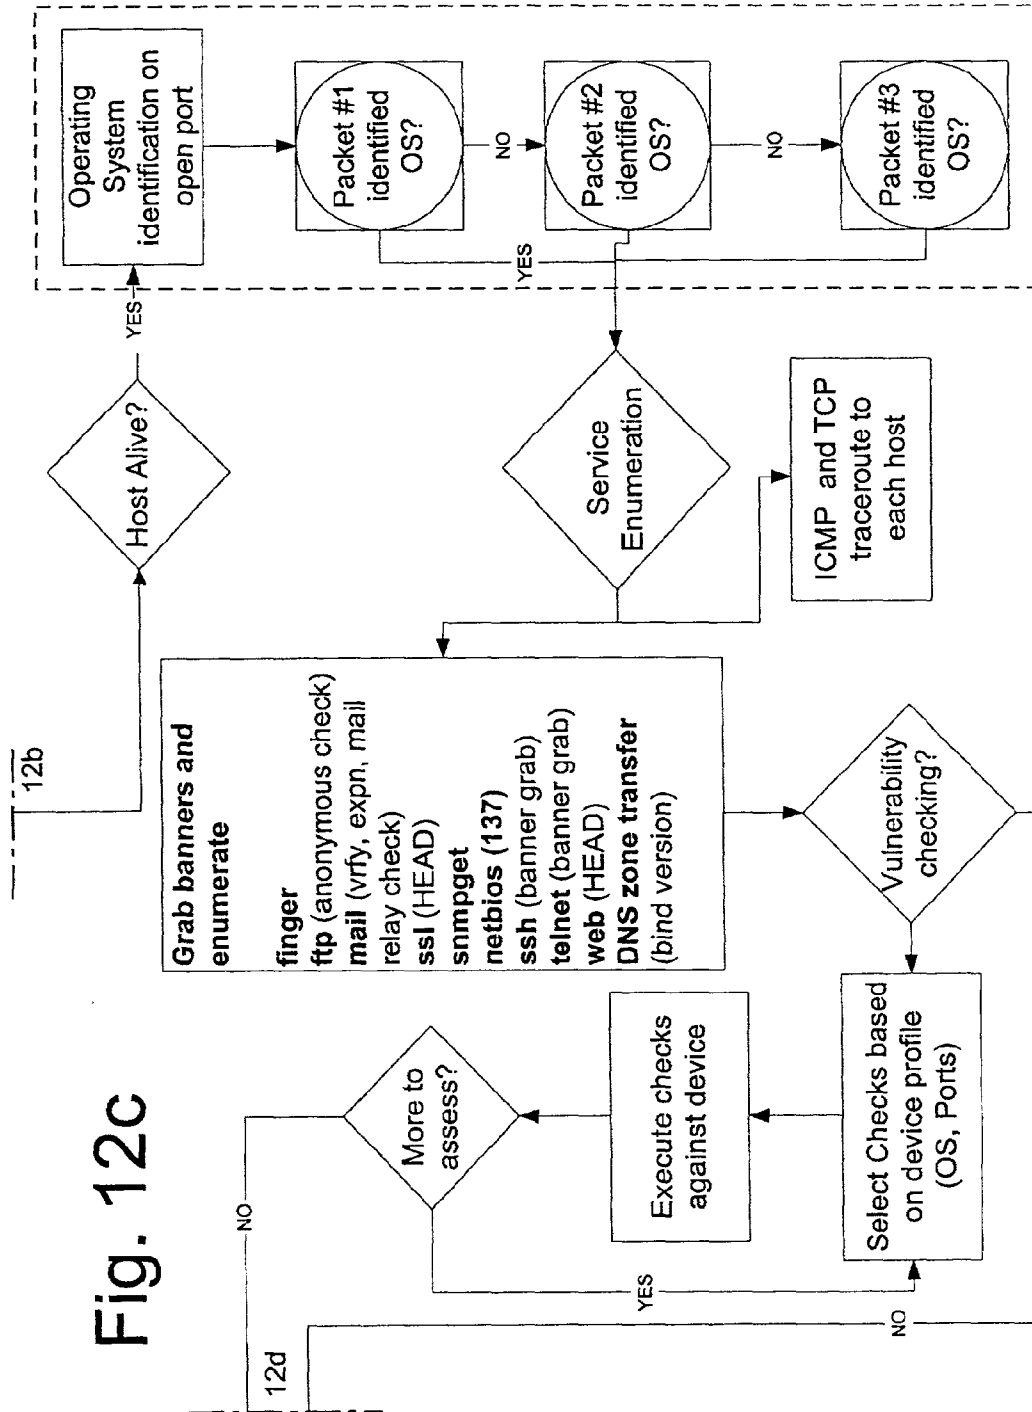 Fig. 12c
12b
Host Alive?
YES
Operating
System
identification on
open port
Packet #1
identified
OS?
NO
Packet #2
identified
OS?
NO
Packet #3
identified
OS?
YES
Service
Enumeration
ICMP and TCP
traceroute to
each host
Grab banners and
enumerate
finger
ftp (anonymous check)
mail (vrfy, expn, mail
relay check)
ssl (HEAD)
snmpget
netbios (137)
ssh (banner grab)
telnet (banner grab)
web (HEAD)
DNS zone transfer
(bind version)
Vulnerability
checking?
Select Checks based
on device profile
(OS, Ports)
Execute checks
against device
More to
assess?
YES
NO
NO
12d